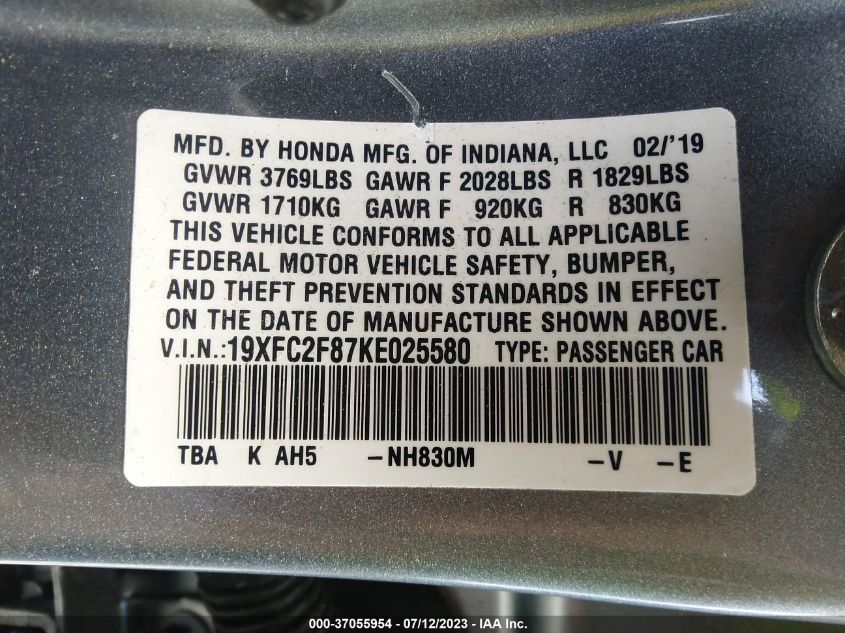 MFD. BY HONDA MFG. OF INDIANA, LLC 02/'19
GVWR 3769LBS GAWR F 2028LBS R 1829LBS
GVWR 1710KG GAWR F 920KG R 830KG
THIS VEHICLE CONFORMS TO ALL APPLICABLE
FEDERAL MOTOR VEHICLE SAFETY, BUMPER,
AND THEFT PREVENTION STANDARDS IN EFFECT
ON THE DATE OF MANUFACTURE SHOWN ABOVE.
V.I.N.:19XFC2F87KE025580 TYPE: PASSENGER CAR
TBA K AH5 -NH830M -V -E
000-37055954 - 07/12/2023 - IAA Inc.